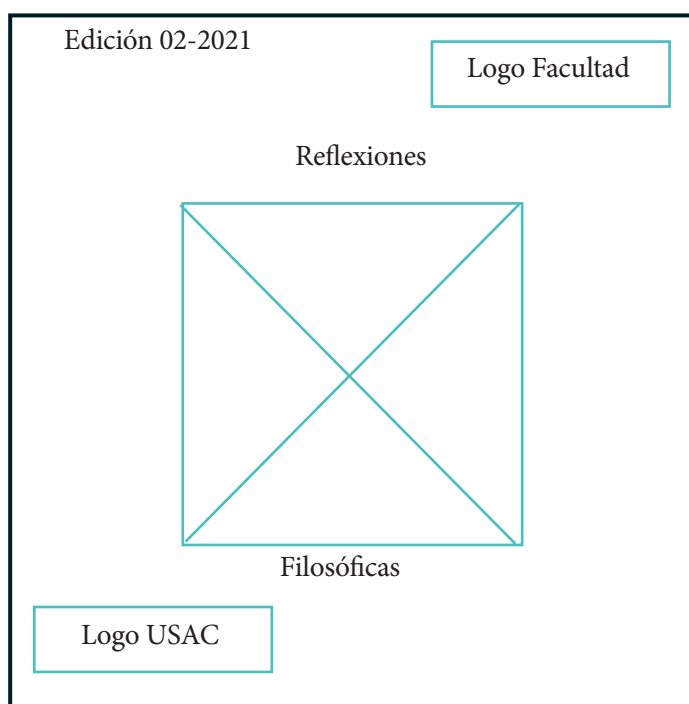 Edición 02-2021
Logo Facultad
Reflexiones
Filosóficas
Logo USAC